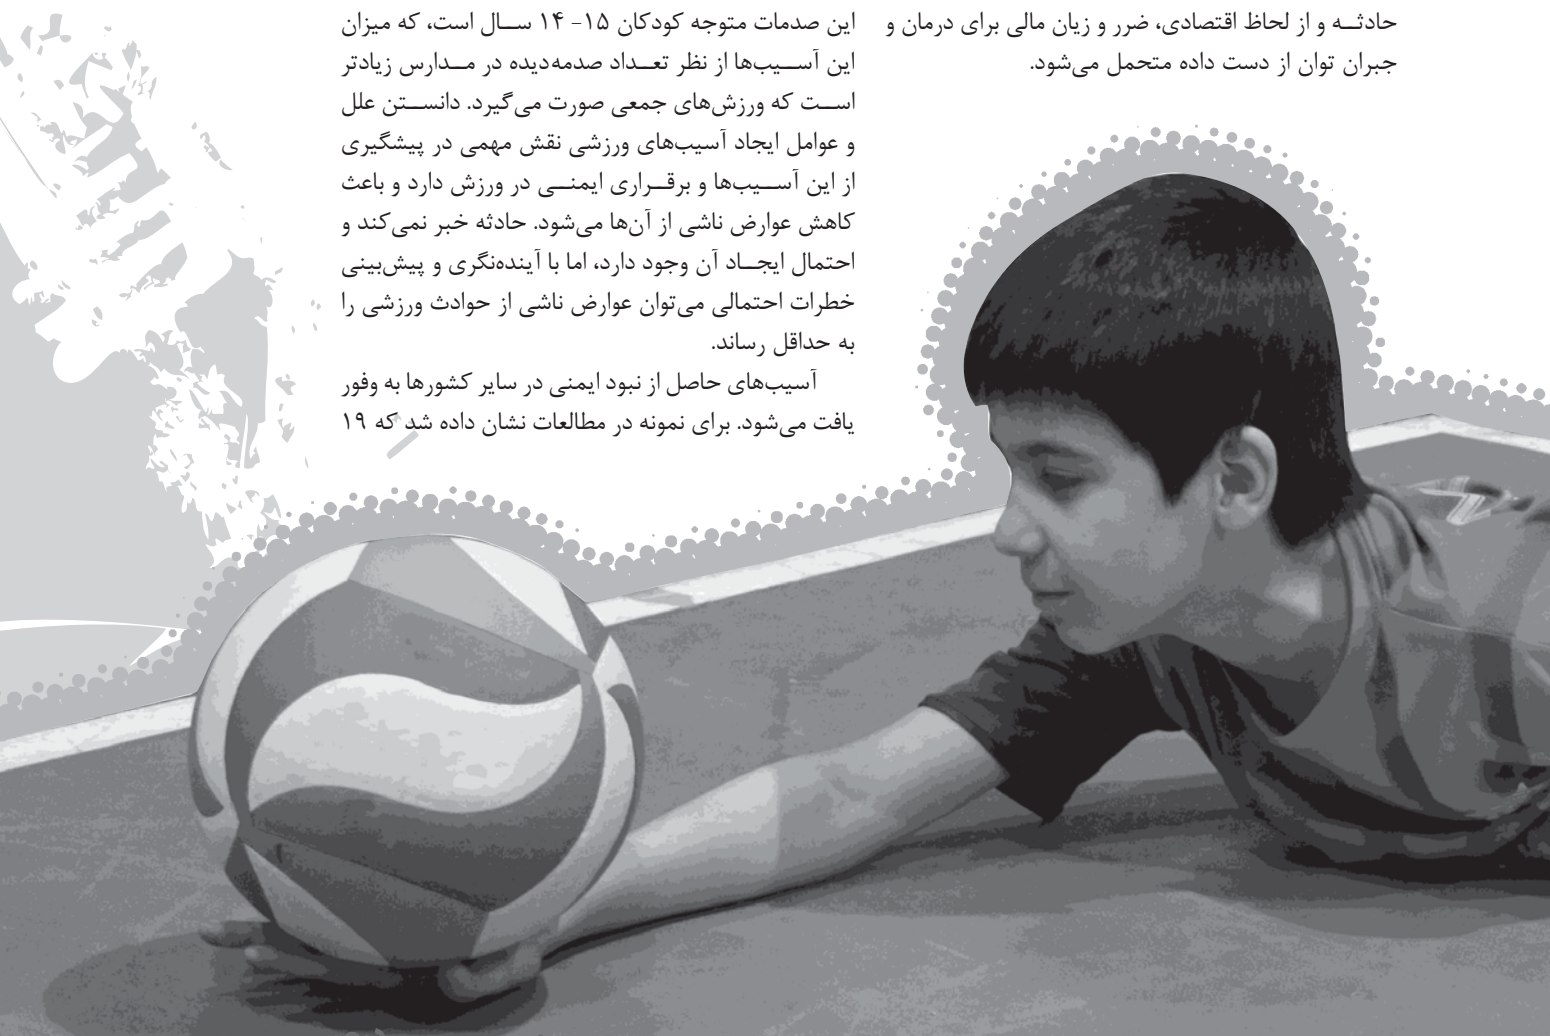 حادثــه و از لحاظ اقتصادی، ضرر و زیان مالی برای درمان و
جبران توان از دست داده متحمل می‌شود.
این صدمات متوجه کودکان ۱۵- ۱۴ ســال است، که میزان
این آســیب‌ها از نظر تعــداد صدمه‌دیده در مــدارس زیادتر
اســت که ورزش‌های جمعی صورت می‌گیرد. دانســتن علل
و عوامل ایجاد آسیب‌های ورزشی نقش مهمی در پیشگیری
از این آســیب‌ها و برقــراری ایمنــی در ورزش دارد و باعث
کاهش عوارض ناشی از آن‌ها می‌شود. حادثه خبر نمی‌کند و
احتمال ایجــاد آن وجود دارد، اما با آینده‌نگری و پیش‌بینی
خطرات احتمالی می‌توان عوارض ناشی از حوادث ورزشی را
به حداقل رساند.
آسیب‌های حاصل از نبود ایمنی در سایر کشورها به وفور
یافت می‌شود. برای نمونه در مطالعات نشان داده شد که ۱۹